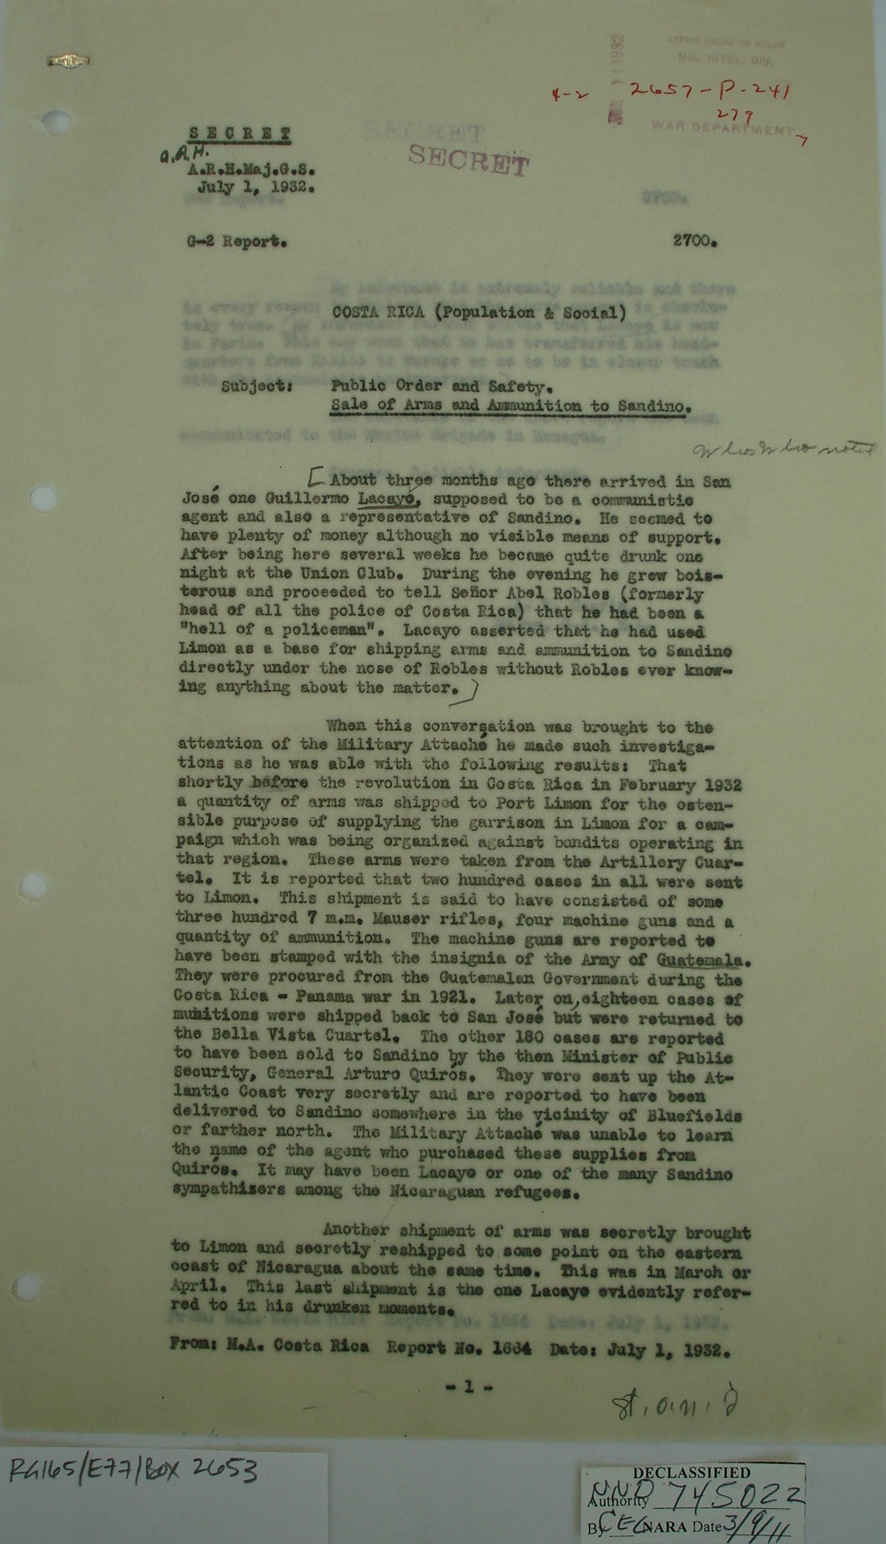 4-2 2657-P-241
277
OFFICE CHIEF OF STAFF
MIL. INTEL. DIV.
WAR DEPARTMENT
7
SECRET
SECRET
A.R.H.
A.R.H.Maj.G.S.
July 1, 1932.
G-2 Report. 2700.
COSTA RICA (Population & Social)
Subject: Public Order and Safety.
Sale of Arms and Ammunition to Sandino.
Who's Who noted
[About three months ago there arrived in San
José one Guillermo Lacayo, supposed to be a communistic
agent and also a representative of Sandino. He seemed to
have plenty of money although no visible means of support.
After being here several weeks he became quite drunk one
night at the Union Club. During the evening he grew bois-
terous and proceeded to tell Señor Abel Robles (formerly
head of all the police of Costa Rica) that he had been a
"hell of a policeman". Lacayo asserted that he had used
Limon as a base for shipping arms and ammunition to Sandino
directly under the nose of Robles without Robles ever know-
ing anything about the matter.]
When this conversation was brought to the
attention of the Military Attaché he made such investiga-
tions as he was able with the following results: That
shortly before the revolution in Costa Rica in February 1932
a quantity of arms was shipped to Port Limon for the osten-
sible purpose of supplying the garrison in Limon for a cam-
paign which was being organized against bandits operating in
that region. These arms were taken from the Artillery Cuar-
tel. It is reported that two hundred cases in all were sent
to Limon. This shipment is said to have consisted of some
three hundred 7 m.m. Mauser rifles, four machine guns and a
quantity of ammunition. The machine guns are reported to
have been stamped with the insignia of the Army of Guatemala.
They were procured from the Guatemalan Government during the
Costa Rica - Panama war in 1921. Later on, eighteen cases of
munitions were shipped back to San José but were returned to
the Bella Vista Cuartel. The other 180 cases are reported
to have been sold to Sandino by the then Minister of Public
Security, General Arturo Quirós. They were sent up the At-
lantic Coast very secretly and are reported to have been
delivered to Sandino somewhere in the vicinity of Bluefields
or farther north. The Military Attaché was unable to learn
the name of the agent who purchased these supplies from
Quirós. It may have been Lacayo or one of the many Sandino
sympathizers among the Nicaraguan refugees.
Another shipment of arms was secretly brought
to Limon and secretly reshipped to some point on the eastern
coast of Nicaragua about the same time. This was in March or
April. This last shipment is the one Lacayo evidently refer-
red to in his drunken moments.
From: M.A. Costa Rica Report No. 1664 Date: July 1, 1932.
- 1 -
RG165/E77/Box 2653
DECLASSIFIED
Authority NND 745022
By CEG NARA Date 3/9/11